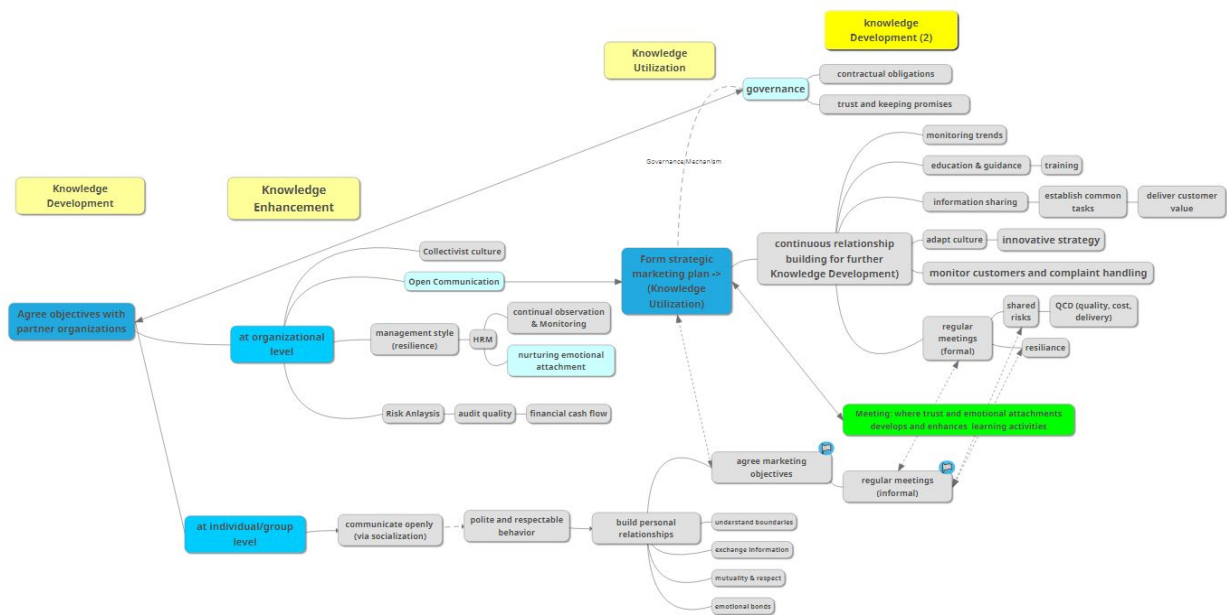 knowledge
Development (2)
Knowledge
Utilization
governance
contractual obligations
trust and keeping promises
Governance Mechanism
Knowledge
Development
Knowledge
Enhancement
Collectivist culture
Open Communication
Agree objectives with
partner organizations
at organizational
level
management style
(resilience)
HRM
continual observation
& Monitoring
nurturing emotional
attachment
Risk Anlaysis
audit quality
financial cash flow
Form strategic
marketing plan ->
(Knowledge
Utilization)
continuous relationship
building for further
Knowledge Development)
monitoring trends
education & guidance
training
information sharing
establish common
tasks
deliver customer
value
adapt culture
innovative strategy
monitor customers and complaint handling
regular
meetings
(formal)
shared
risks
QCD (quality, cost,
delivery)
resiliance
Meeting: where trust and emotional attachments
develops and enhances learning activities
agree marketing
objectives
regular meetings
(informal)
at individual/group
level
communicate openly
(via socialization)
polite and respectable
behavior
build personal
relationships
understand boundaries
exchange information
mutuality & respect
emotional bonds